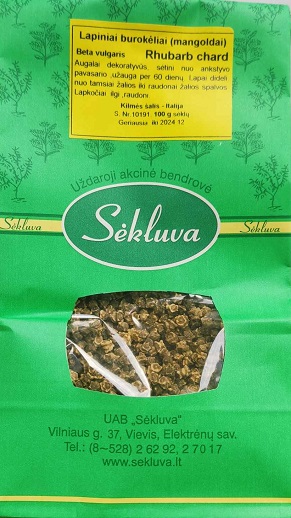 Lapiniai burokėliai (mangoldai)
Beta vulgaris Rhubarb chard
Augalai dekoratyvūs, sėtini nuo ankstyvo
pavasario ,užauga per 60 dienų. Lapai dideli
nuo tamsiai žalios iki raudonai žalios spalvos.
Lapkočiai ilgi ,raudoni.
Kilmės šalis - Italija
S. Nr.10191. 100 g sėklų
Geriausia iki 2024.12
Uždaroji akcinė bendrovė
Sėkluva
Sėkluva
Sėkluva
UAB „Sėkluva"
Vilniaus g. 37, Vievis, Elektrėnų sav.
Tel.: (8~528) 2 62 92, 2 70 17
www.sekluva.lt